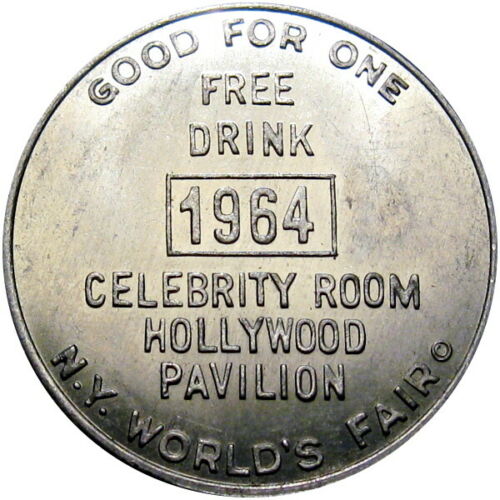 GOOD FOR ONE
FREE
DRINK
1964
CELEBRITY ROOM
HOLLYWOOD
PAVILION
N.Y. WORLD'S FAIR